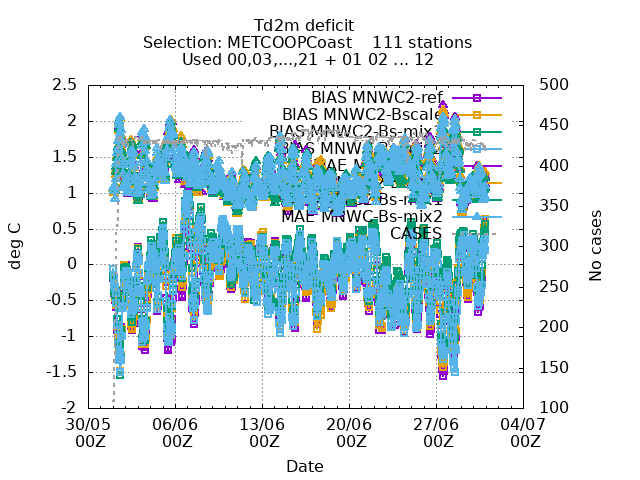 Td2m deficit
Selection: METCOOPCoast 111 stations
Used 00,03,...,21 + 01 02 ... 12
2.5
2
1.5
1
0.5
0
-0.5
-1
-1.5
-2
500
450
400
350
300
250
200
150
100
BIAS MNWC2-ref
BIAS MNWC2-Bscale
BIAS MNWC2-Bs-mix
BIAS
MAE
MAE MNWC-Bs-mix2
CASES
deg C
No cases
30/05 06/06 13/06 20/06 27/06 04/07
00Z 00Z 00Z 00Z 00Z 00Z
Date